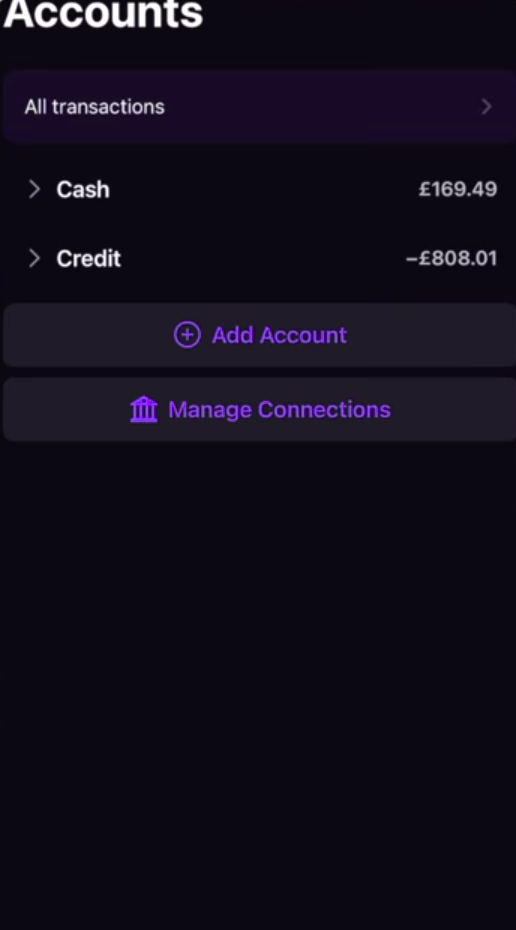 Accounts
All transactions
Cash £169.49
Credit –£808.01
Add Account
Manage Connections